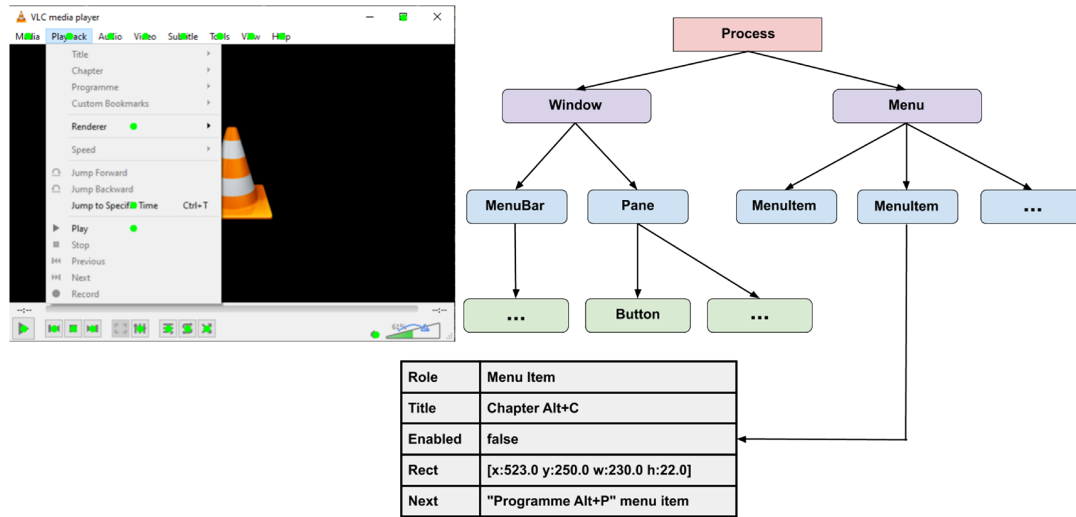 VLC media player
Media Playback Audio Video Subtitle Tools View Help
Title
Chapter
Programme
Custom Bookmarks
Renderer
Speed
Jump Forward
Jump Backward
Jump to Specific Time Ctrl+T
Play
Stop
Previous
Next
Record
--:-- --:--
61%
Process
Window Menu
MenuBar Pane MenuItem MenuItem ...
... Button ...
Role Menu Item
Title Chapter Alt+C
Enabled false
Rect [x:523.0 y:250.0 w:230.0 h:22.0]
Next "Programme Alt+P" menu item